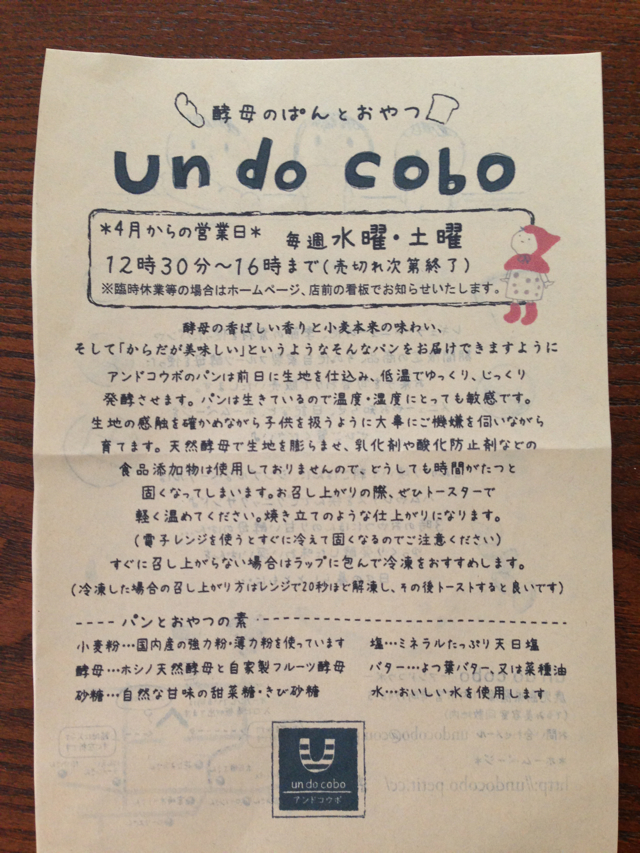 酵母のぱんとおやつ
un do cobo
*4月からの営業日* 毎週水曜・土曜
12時30分～16時まで(売切れ次第終了)
※臨時休業等の場合はホームページ、店前の看板でお知らせいたします。
酵母の香ばしい香りと小麦本来の味わい、
そして「からだが美味しい」というようなそんなパンをお届けできますように
アンドコウボのパンは前日に生地を仕込み、低温でゆっくり、じっくり
発酵させます。パンは生きているので温度・湿度にとっても敏感です。
生地の感触を確かめながら子供を扱うように大事にご機嫌を伺いながら
育てます。天然酵母で生地を膨らませ、乳化剤や酸化防止剤などの
食品添加物は使用しておりませんので、どうしても時間がたつと
固くなってしまいます。お召し上がりの際、ぜひトースターで
軽く温めてください。焼き立てのような仕上がりになります。
(電子レンジを使うとすぐに冷えて固くなるのでご注意ください)
すぐに召し上がらない場合はラップに包んで冷凍をおすすめします。
(冷凍した場合の召し上がり方はレンジで20秒ほど解凍し、その後トーストすると良いです)
---- パンとおやつの素 ----
小麦粉…国内産の強力粉・薄力粉を使っています
酵母…ホシノ天然酵母と自家製フルーツ酵母
砂糖…自然な甘味の甜菜糖・きび砂糖
塩…ミネラルたっぷり天日塩
バター…よつ葉バター、又は菜種油
水…おいしい水を使用します
un do cobo
アンドコウボ